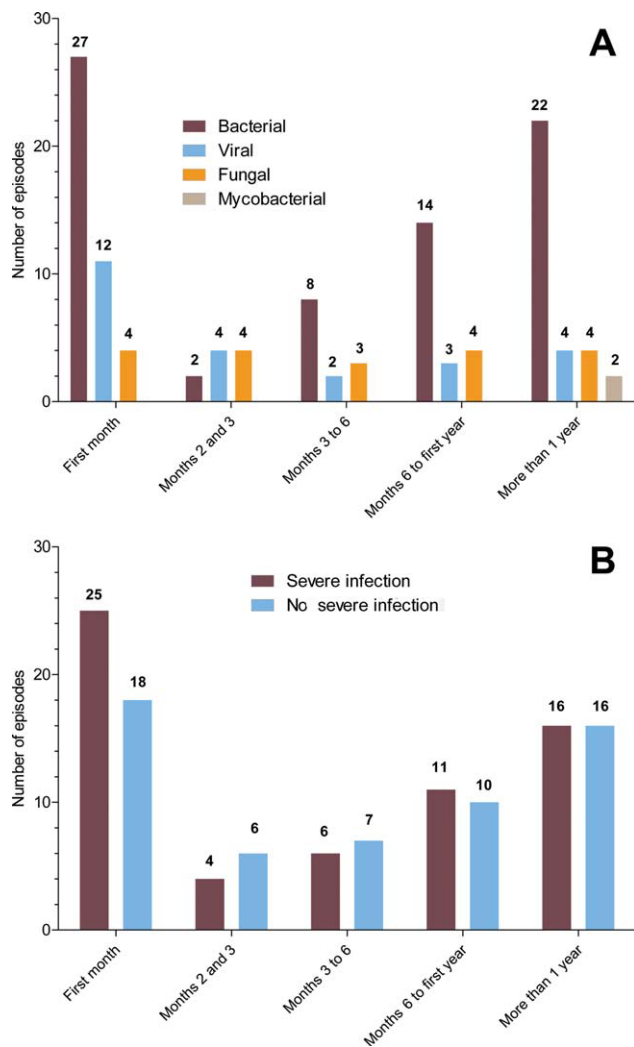 A
30
27
22
Bacterial
Viral
Fungal
Mycobacterial
20
14
12
Number of episodes
10
8
4
2
4
4
2
3
3
4
4
4
2
0
First month
Months 2 and 3
Months 3 to 6
Months 6 to first year
More than 1 year
B
30
25
Severe infection
No severe infection
20
18
16
16
Number of episodes
11
10
10
4
6
6
7
0
First month
Months 2 and 3
Months 3 to 6
Months 6 to first year
More than 1 year